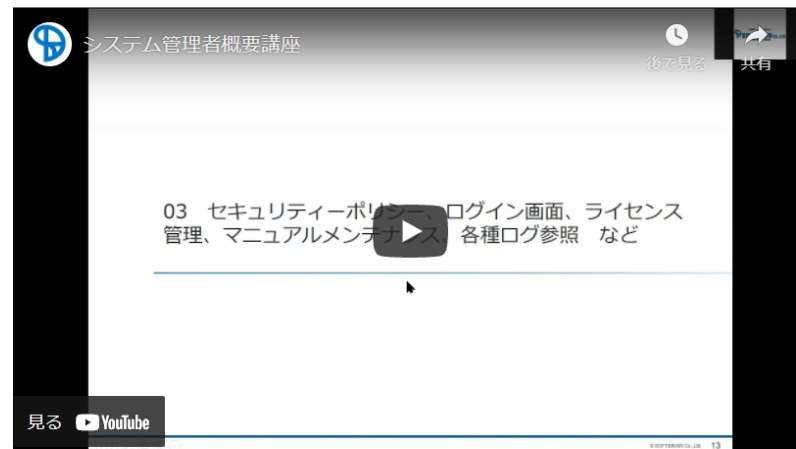 システム管理者概要講座
後で見る
共有
03 セキュリティーポリシー、ログイン画面、ライセンス
管理、マニュアルメンテナンス、各種ログ参照 など
見る YouTube
13